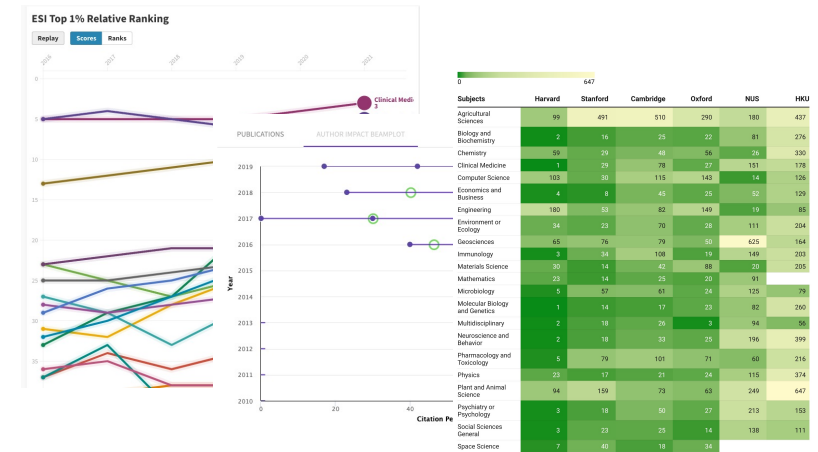 ESI Top 1% Relative Ranking
Replay Scores Ranks
2016 2017 2018 2019 2020 2021
0
5
10
15
20
25
30
35
Clinical Medi
3
PUBLICATIONS AUTHOR IMPACT BEAMPLOT
Year
2019
2018
2017
2016
2015
2014
2013
2012
2011
2010
0 20 40
Citation Pe
0 647
Subjects Harvard Stanford Cambridge Oxford NUS HKU
Agricultural
Sciences 99 491 510 290 180 437
Biology and
Biochemistry 2 16 25 22 81 276
Chemistry 59 29 48 56 26 330
Clinical Medicine 1 29 78 27 151 178
Computer Science 103 30 115 143 14 126
Economics and
Business 4 8 45 25 52 129
Engineering 180 53 82 149 19 85
Environment or
Ecology 34 23 70 28 111 204
Geosciences 65 76 79 50 625 164
Immunology 3 34 108 19 149 203
Materials Science 30 14 42 88 20 205
Mathematics 23 14 25 20 91
Microbiology 5 57 61 24 125 79
Molecular Biology
and Genetics 1 14 17 23 82 260
Multidisciplinary 2 18 26 3 94 56
Neuroscience and
Behavior 2 18 33 25 196 399
Pharmacology and
Toxicology 5 79 101 71 60 216
Physics 23 17 21 24 115 374
Plant and Animal
Science 94 159 73 63 249 647
Psychiatry or
Psychology 3 18 50 27 213 153
Social Sciences
General 3 23 25 14 138 111
Space Science 7 40 18 34